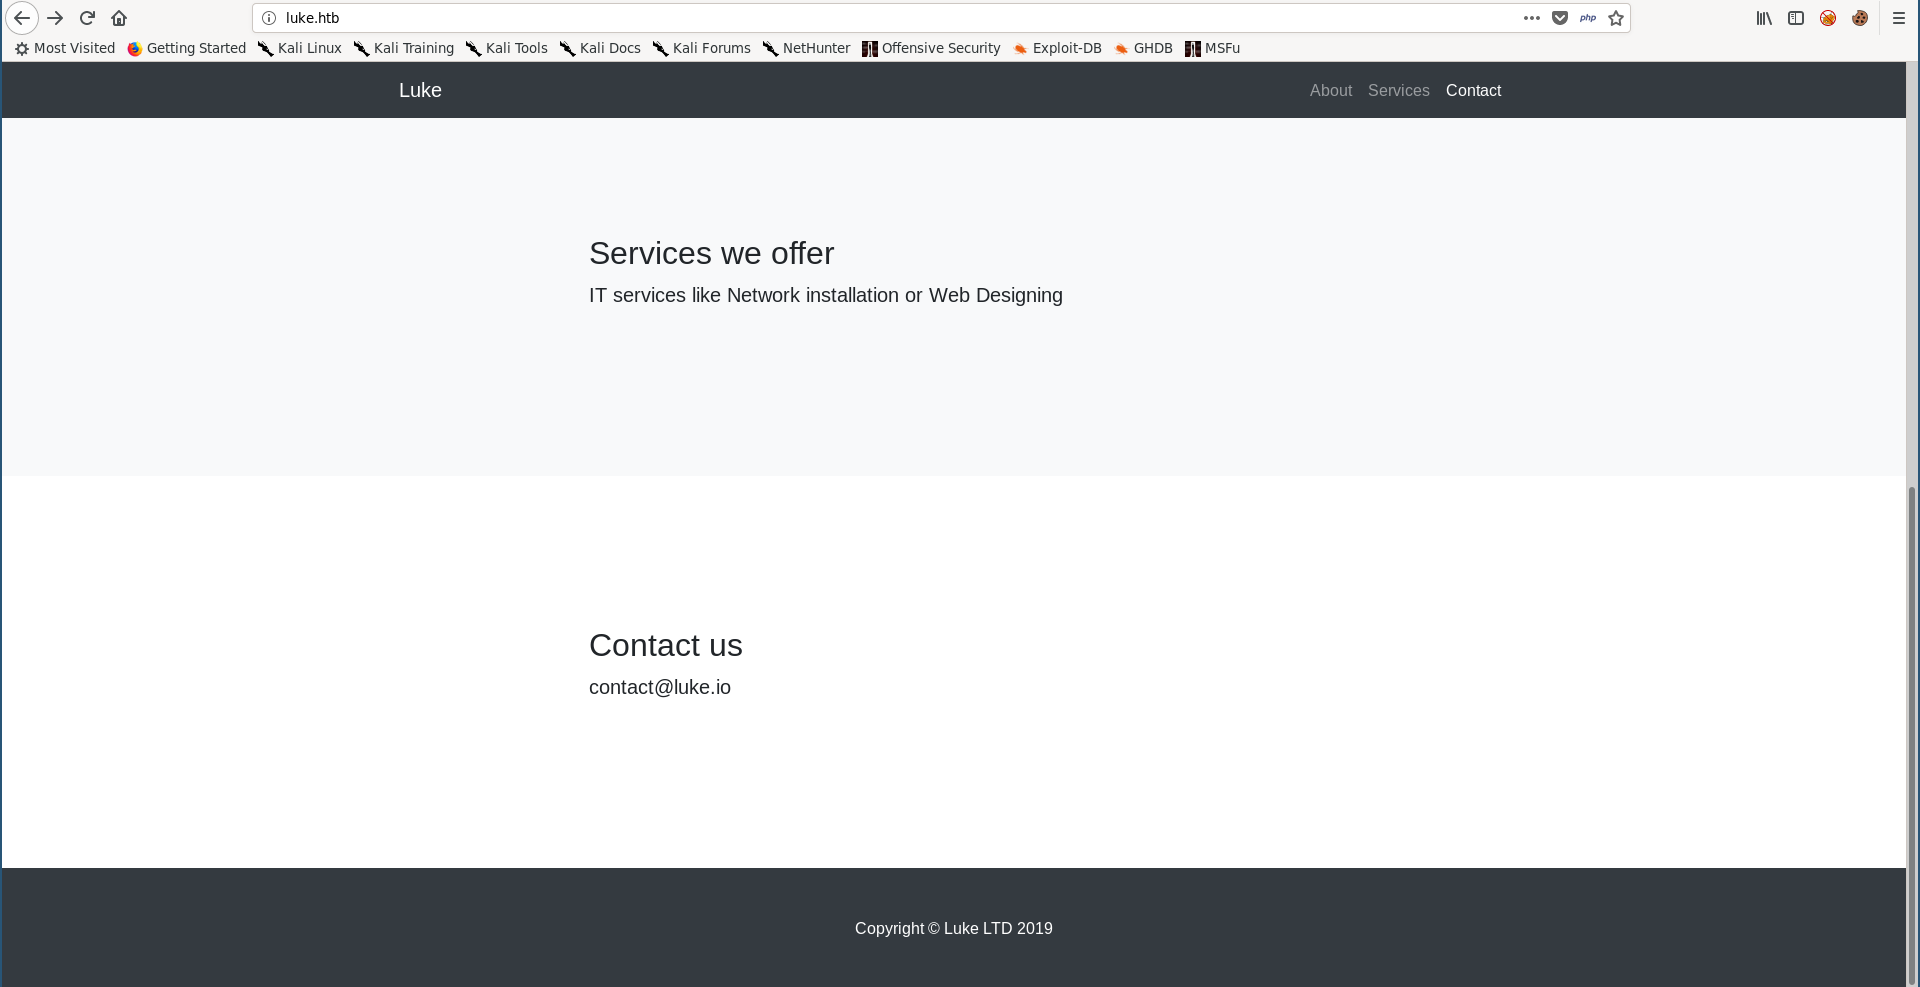 luke.htb
php
Most Visited Getting Started Kali Linux Kali Training Kali Tools Kali Docs Kali Forums NetHunter Offensive Security Exploit-DB GHDB MSFu
Luke About Services Contact
Services we offer
IT services like Network installation or Web Designing
Contact us
contact@luke.io
Copyright © Luke LTD 2019